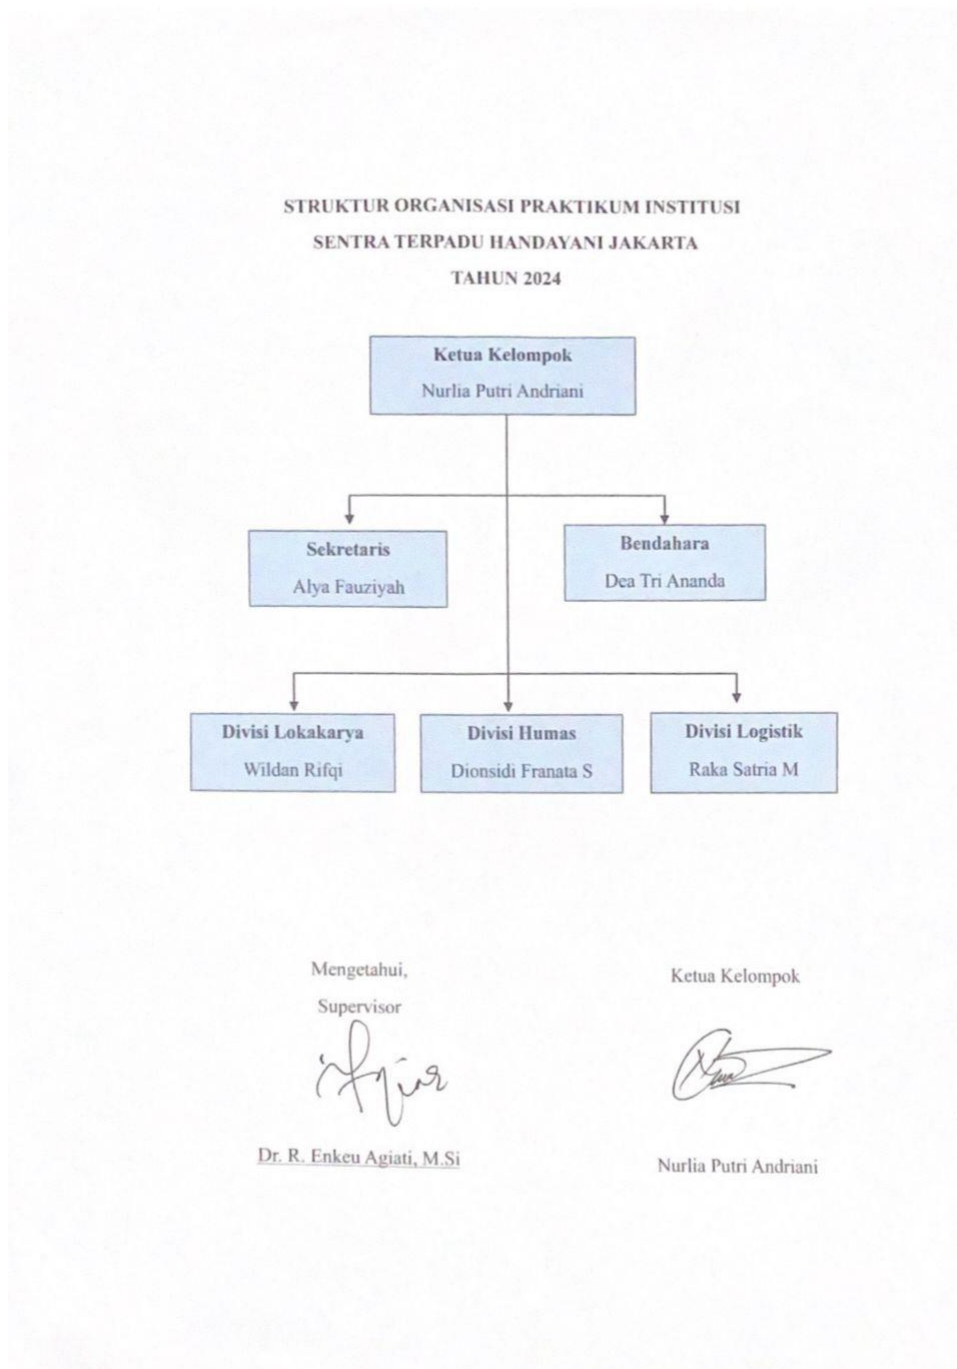 STRUKTUR ORGANISASI PRAKTIKUM INSTITUSI
SENTRA TERPADU HANDAYANI JAKARTA
TAHUN 2024
Ketua Kelompok
Nurlia Putri Andriani
Sekretaris
Alya Fauziyah
Bendahara
Dea Tri Ananda
Divisi Lokakarya
Wildan Rifqi
Divisi Humas
Dionsidi Franata S
Divisi Logistik
Raka Satria M
Mengetahui,
Supervisor
Dr. R. Enkeu Agiati, M.Si
Ketua Kelompok
Nurlia Putri Andriani